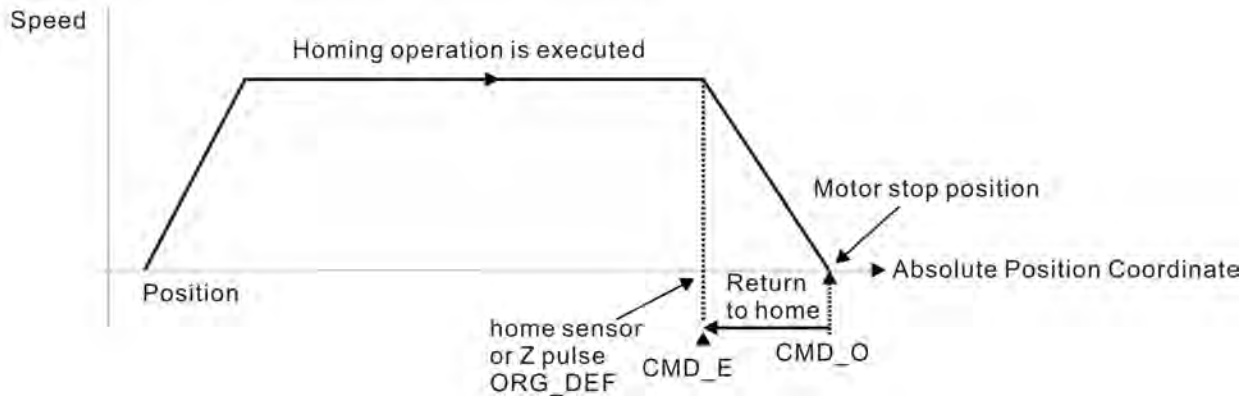 Speed
Homing operation is executed
Motor stop position
Absolute Position Coordinate
Position
Return
to home
home sensor
or Z pulse
ORG_DEF
CMD_E
CMD_O